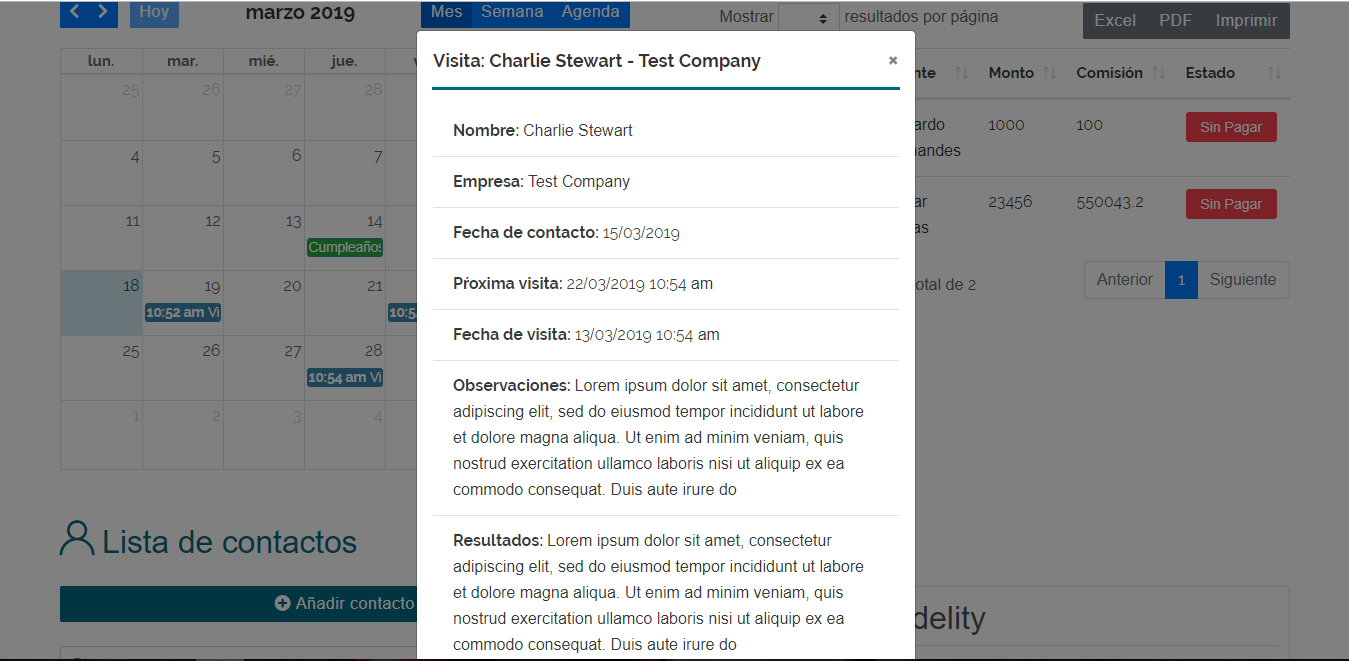 Hoy
marzo 2019
Mes Semana Agenda
Mostrar resultados por página
Excel PDF Imprimir
lun. mar. mié. jue.
25 26 27 28
4 5 6 7
11 12 13 14
Cumpleaños
18 19 20 21
10:52 am Vi
10:5
25 26 27 28
10:54 am Vi
1 2 3 4
Lista de contactos
Añadir contacto
Visita: Charlie Stewart - Test Company
×
Nombre: Charlie Stewart
Empresa: Test Company
Fecha de contacto: 15/03/2019
Pŕoxima visita: 22/03/2019 10:54 am
Fecha de visita: 13/03/2019 10:54 am
Observaciones: Lorem ipsum dolor sit amet, consectetur
adipiscing elit, sed do eiusmod tempor incididunt ut labore
et dolore magna aliqua. Ut enim ad minim veniam, quis
nostrud exercitation ullamco laboris nisi ut aliquip ex ea
commodo consequat. Duis aute irure do
Resultados: Lorem ipsum dolor sit amet, consectetur
adipiscing elit, sed do eiusmod tempor incididunt ut labore
et dolore magna aliqua. Ut enim ad minim veniam, quis
nostrud exercitation ullamco laboris nisi ut aliquip ex ea
commodo consequat. Duis aute irure do
nte Monto Comisión Estado
ardo 1000 100 Sin Pagar
nandes
ar 23456 550043.2 Sin Pagar
as
otal de 2
Anterior 1 Siguiente
delity